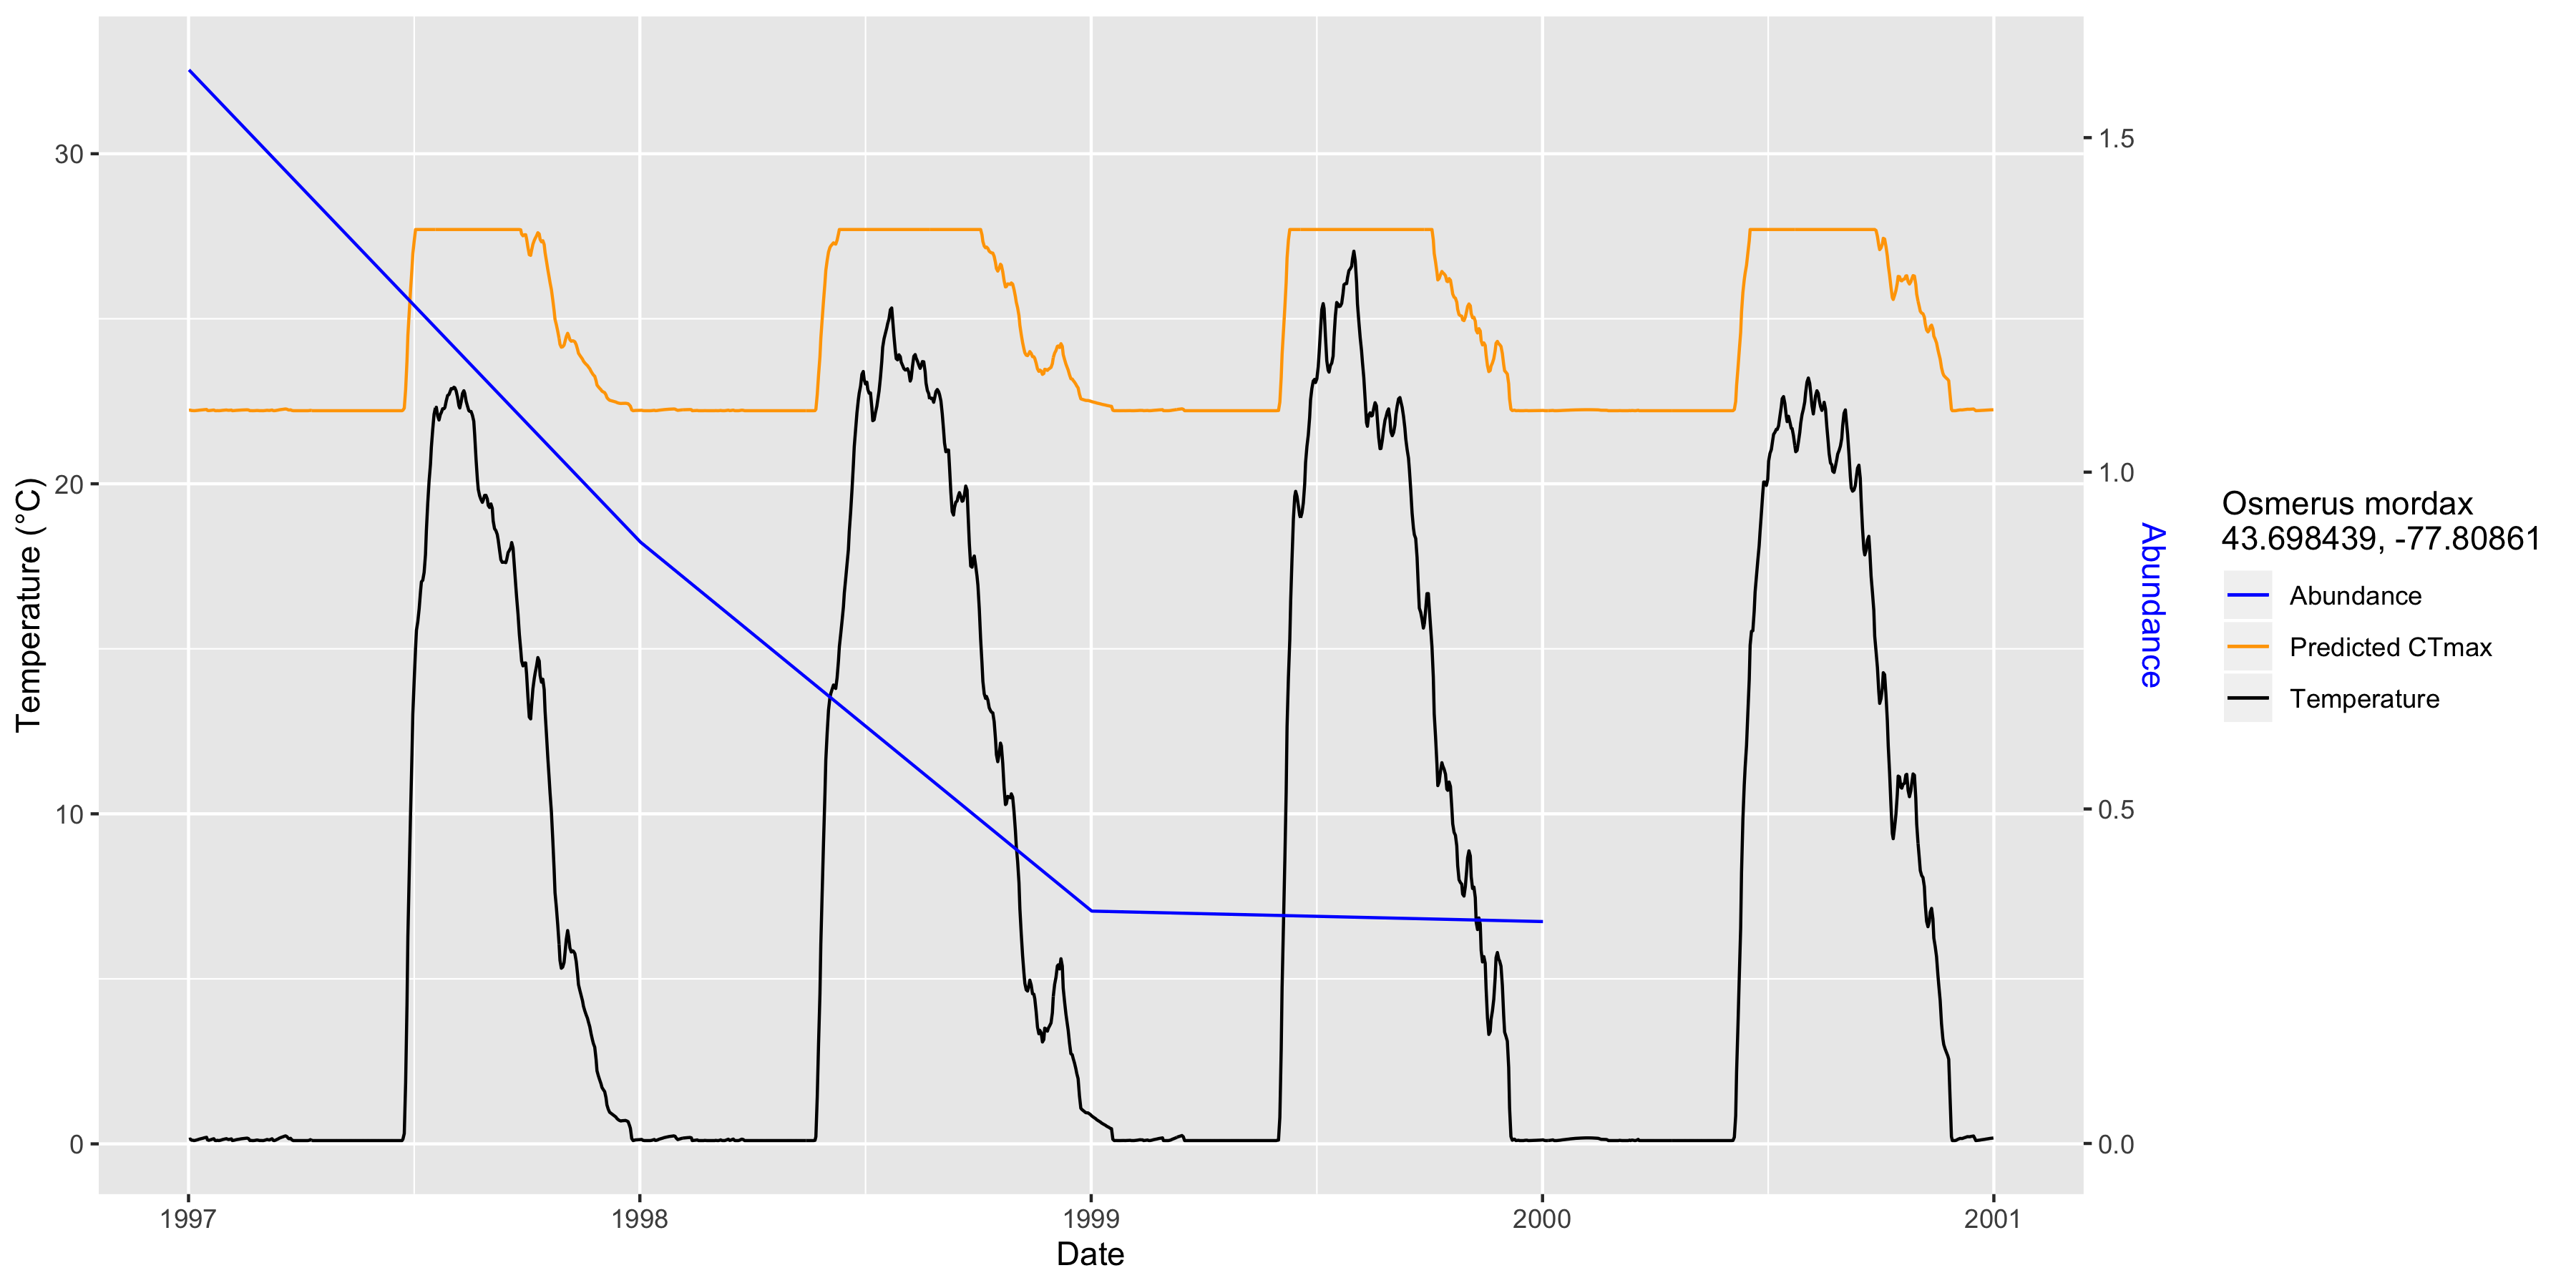 Temperature (°C)
30
20
10
0
1997
1998
1999
2000
2001
Date
1.5
1.0
0.5
0.0
Abundance
Osmerus mordax
43.698439, -77.80861
Abundance
Predicted CTmax
Temperature